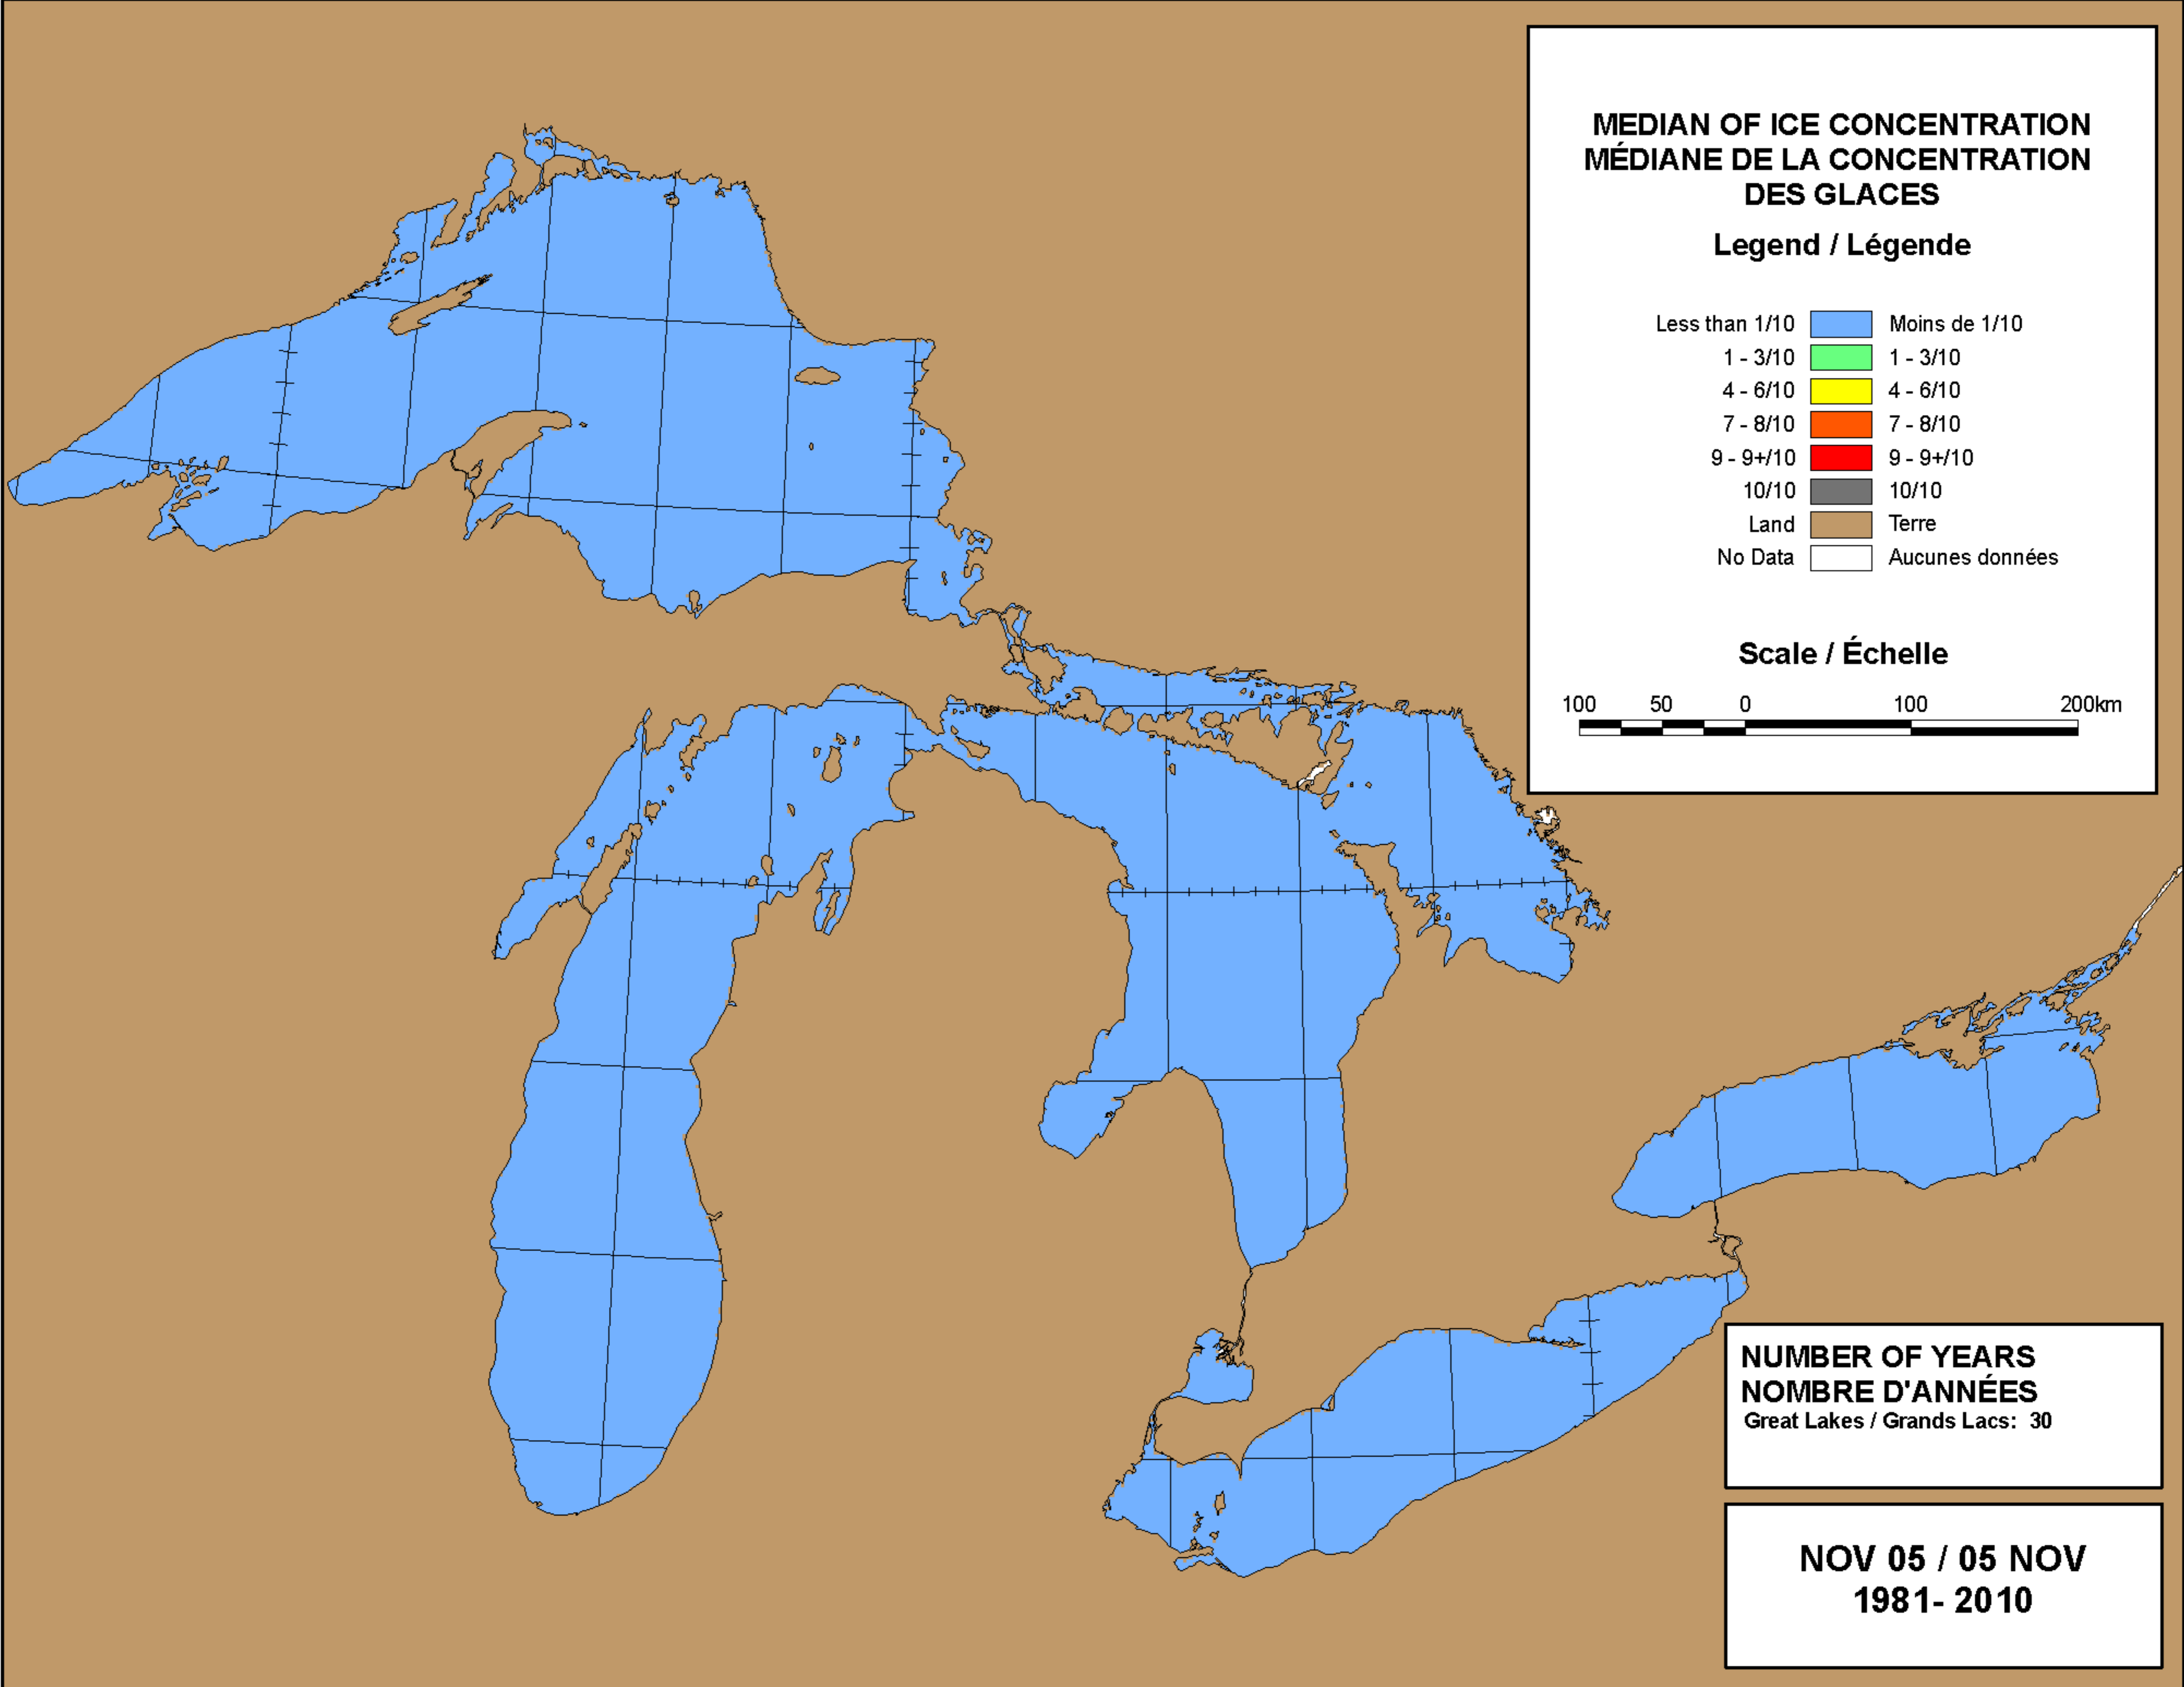 MEDIAN OF ICE CONCENTRATION
MÉDIANE DE LA CONCENTRATION
DES GLACES
Legend / Légende
Less than 1/10 Moins de 1/10
1 - 3/10 1 - 3/10
4 - 6/10 4 - 6/10
7 - 8/10 7 - 8/10
9 - 9+/10 9 - 9+/10
10/10 10/10
Land Terre
No Data Aucunes données
Scale / Échelle
100 50 0 100 200km
NUMBER OF YEARS
NOMBRE D'ANNÉES
Great Lakes / Grands Lacs: 30
NOV 05 / 05 NOV
1981- 2010